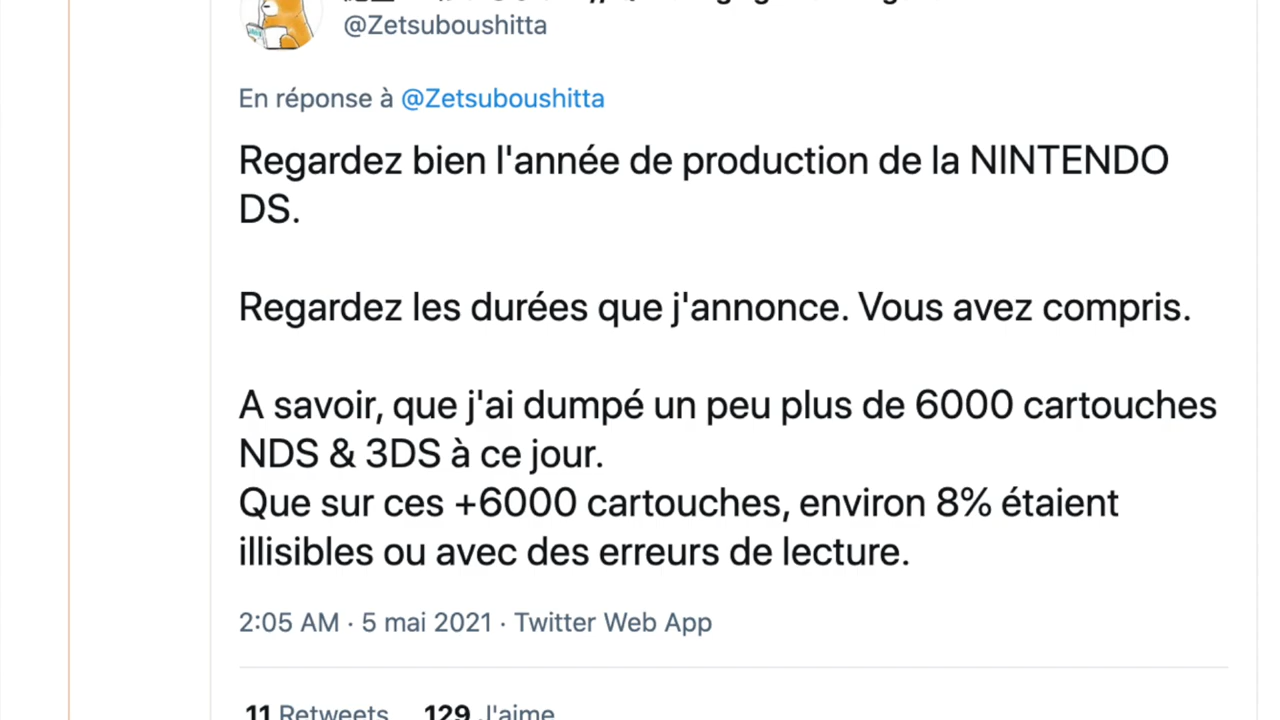 @Zetsuboushitta
En réponse à @Zetsuboushitta
Regardez bien l'année de production de la NINTENDO
DS.
Regardez les durées que j'annonce. Vous avez compris.
A savoir, que j'ai dumpé un peu plus de 6000 cartouches
NDS & 3DS à ce jour.
Que sur ces +6000 cartouches, environ 8% étaient
illisibles ou avec des erreurs de lecture.
2:05 AM · 5 mai 2021 · Twitter Web App
11 Retweets 129 J'aime